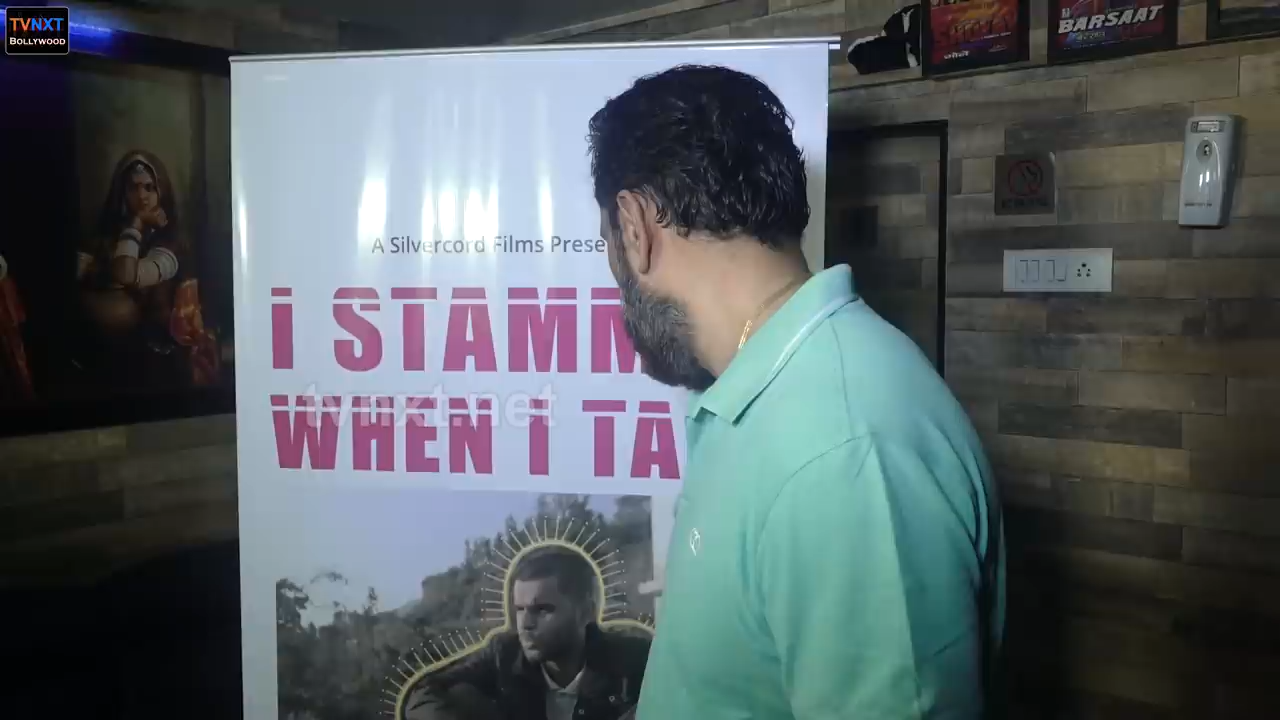 TVNXT
BOLLYWOOD
BARSAAT
A Silvercord Films Prese
I STAMM
WHEN I TA
tvnxt.net